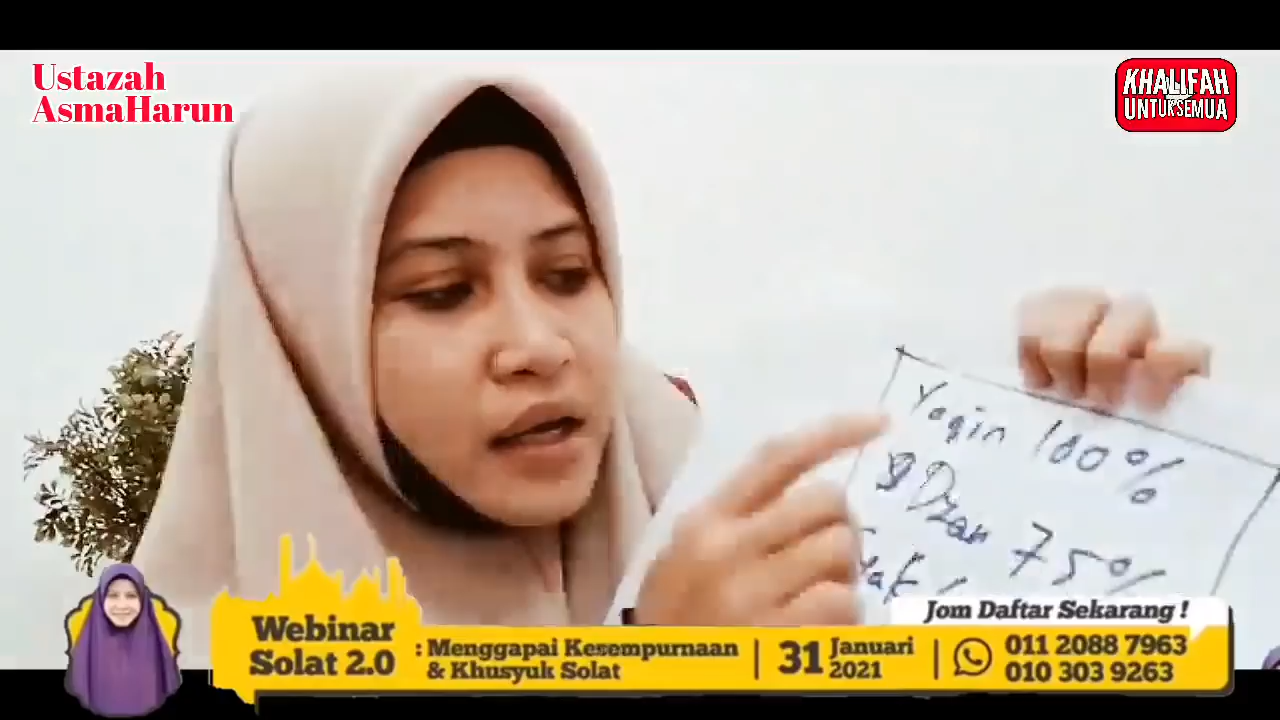 Ustazah
AsmaHarun
KHALIFAH
UNTUK SEMUA
Yaqin 100%
Dzan 75%
Jom Daftar Sekarang !
Webinar
Solat 2.0
: Menggapai Kesempurnaan
& Khusyuk Solat
31 Januari
2021
011 2088 7963
010 303 9263